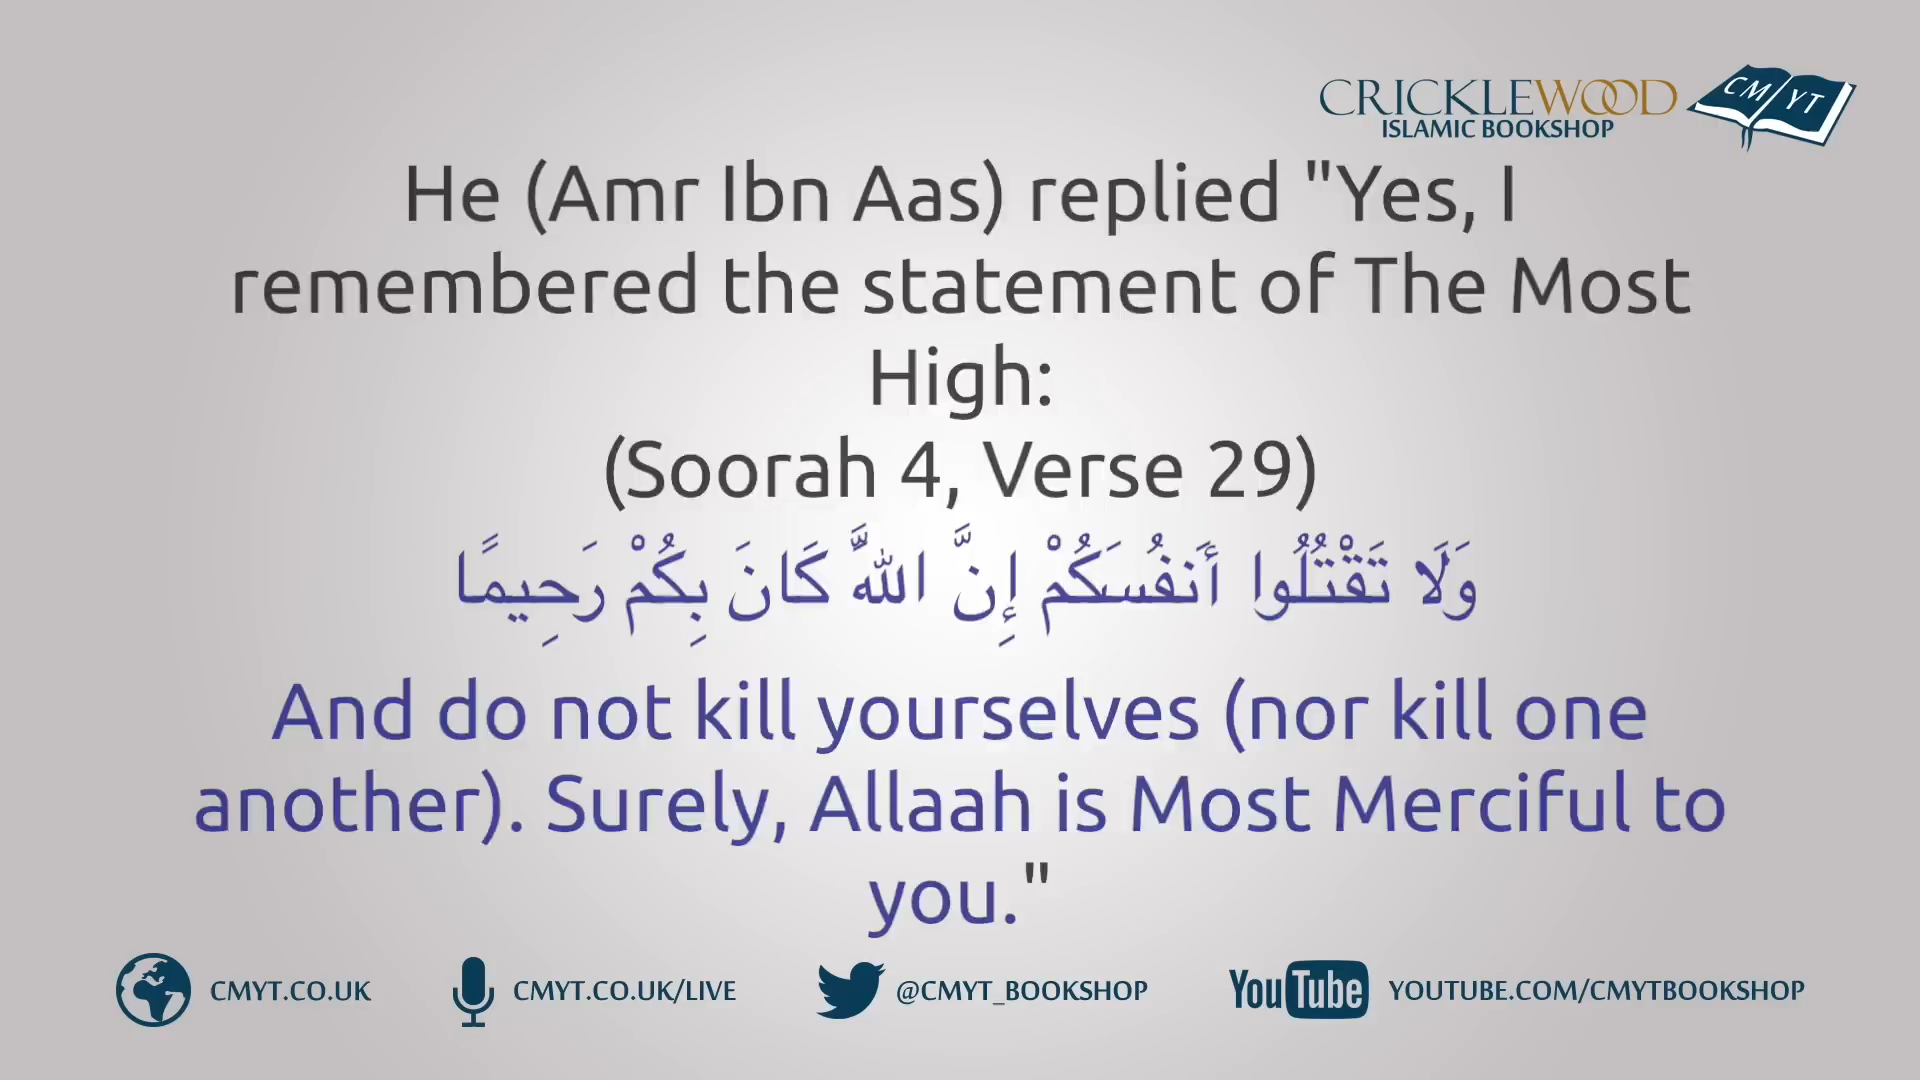 CRICKLEWOOD
ISLAMIC BOOKSHOP
CM YT
He (Amr Ibn Aas) replied "Yes, I
remembered the statement of The Most
High:
(Soorah 4, Verse 29)
وَلَا تَقْتُلُوا أَنفُسَكُمْ إِنَّ اللَّهَ كَانَ بِكُمْ رَحِيمًا
And do not kill yourselves (nor kill one
another). Surely, Allaah is Most Merciful to
you."
CMYT.CO.UK
CMYT.CO.UK/LIVE
@CMYT_BOOKSHOP
YouTube
YOUTUBE.COM/CMYTBOOKSHOP